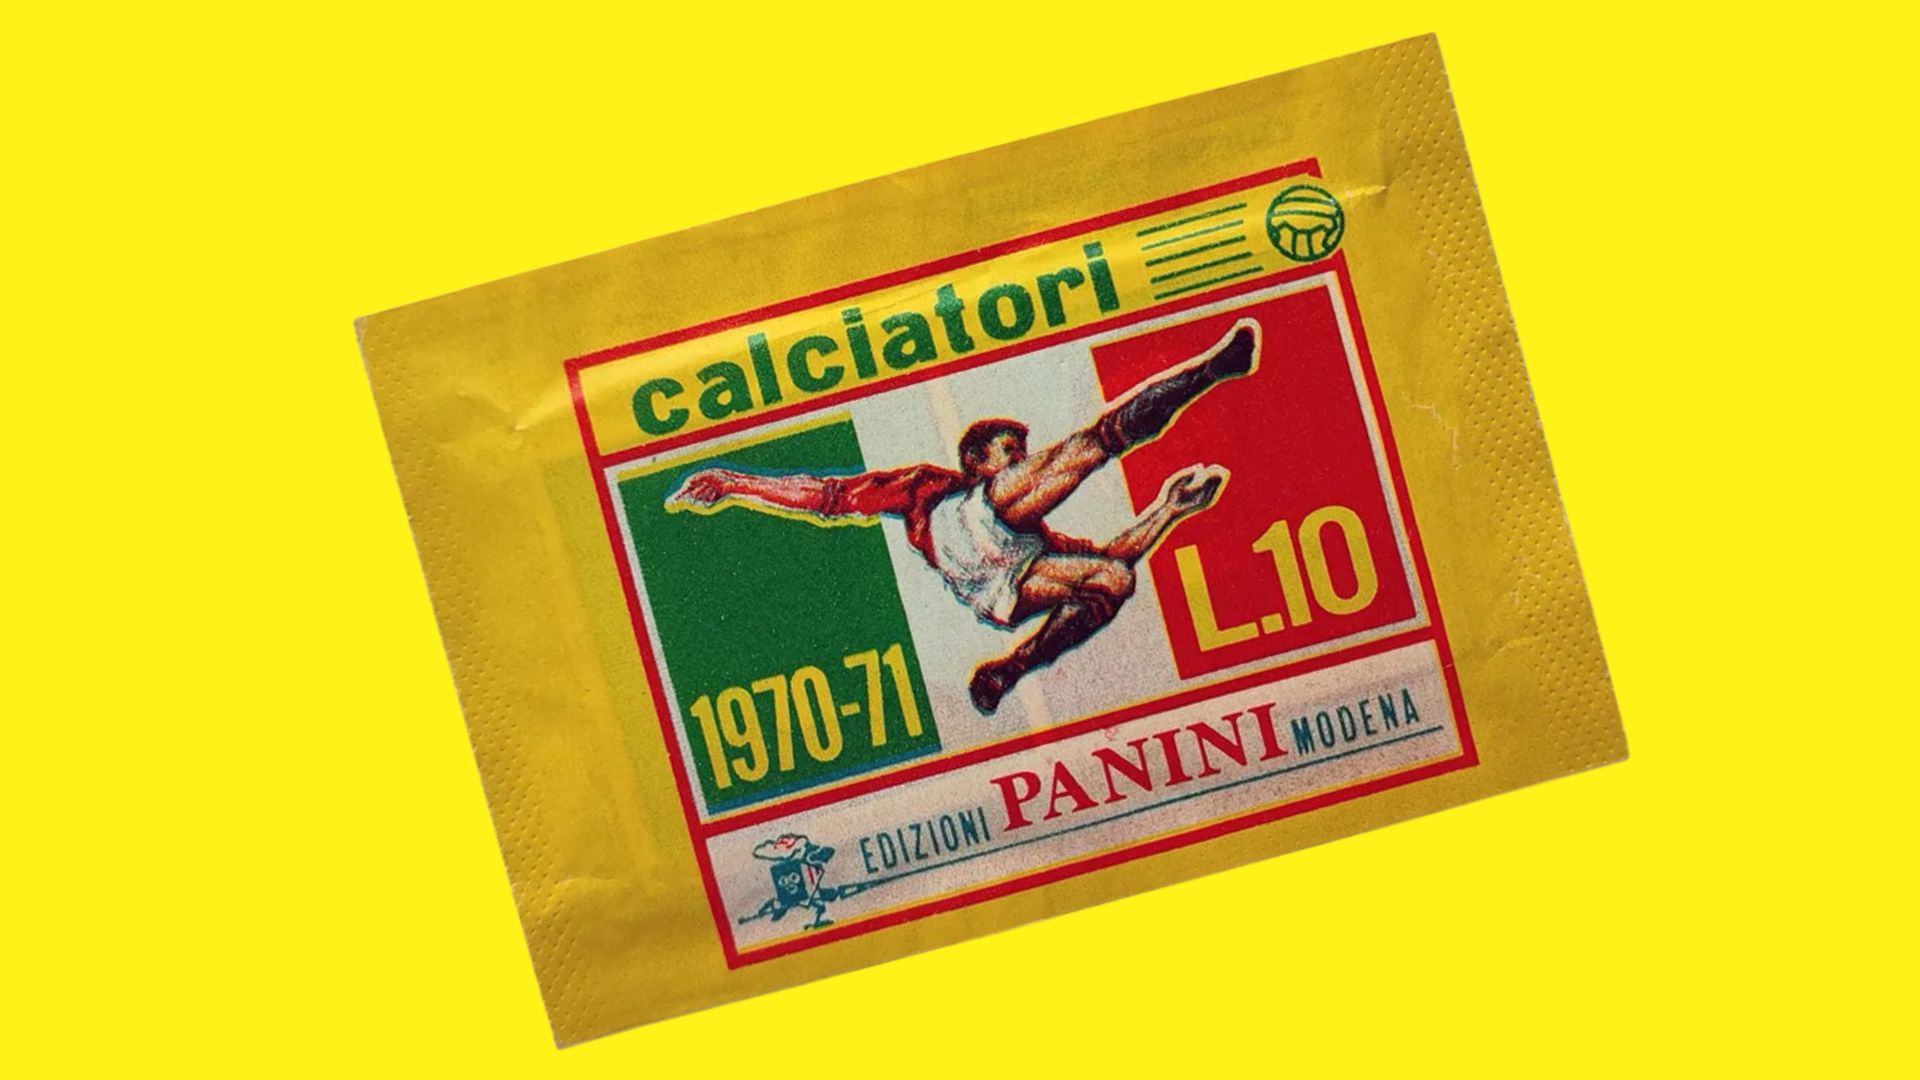 calciatori
1970-71
L.10
EDIZIONI PANINI MODENA